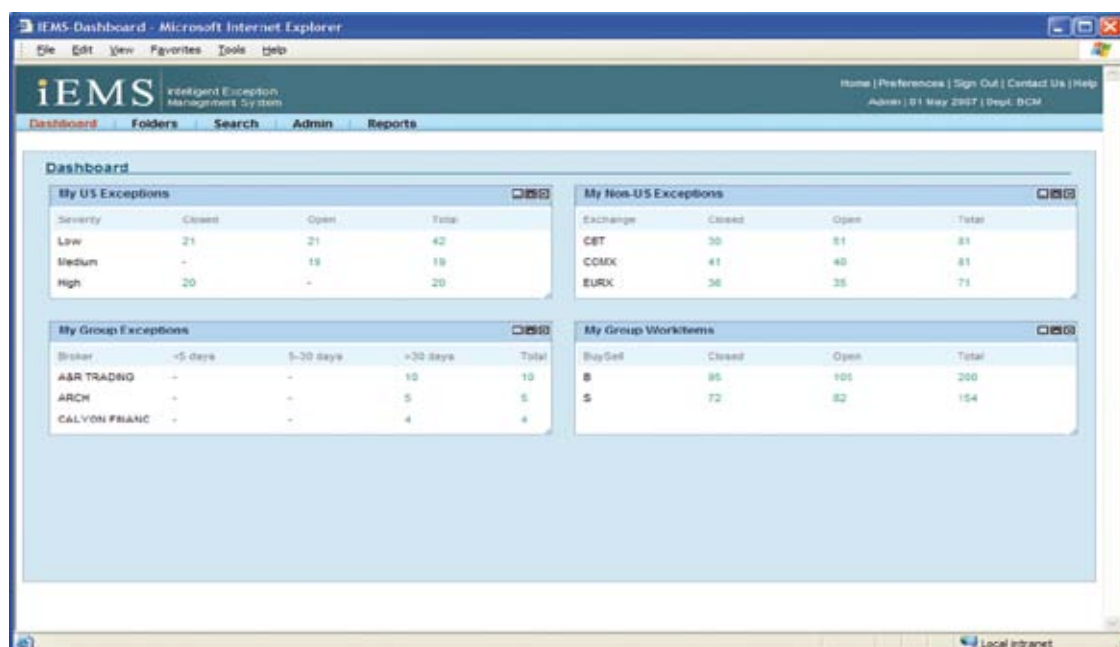 IEMS-Dashboard - Microsoft Internet Explorer
File Edit View Favorites Tools Help
iEMS Intelligent Exception Management System
Home | Preferences | Sign Out | Contact Us | Help
Admin | 01 May 2007 | Dept. BCM
Dashboard Folders Search Admin Reports
Dashboard
My US Exceptions
Severity Closed Open Total
Low 21 21 42
Medium - 19 19
High 20 - 20
My Non-US Exceptions
Exchange Closed Open Total
CBT 30 51 81
COMX 41 40 81
EURX 36 35 71
My Group Exceptions
Broker <5 days 5-30 days >30 days Total
A&R TRADING - - 10 10
ARCH - - 5 5
CALYON FINANC - - 4 4
My Group Workitems
BuySell Closed Open Total
B 95 105 200
S 72 82 154
Local intranet